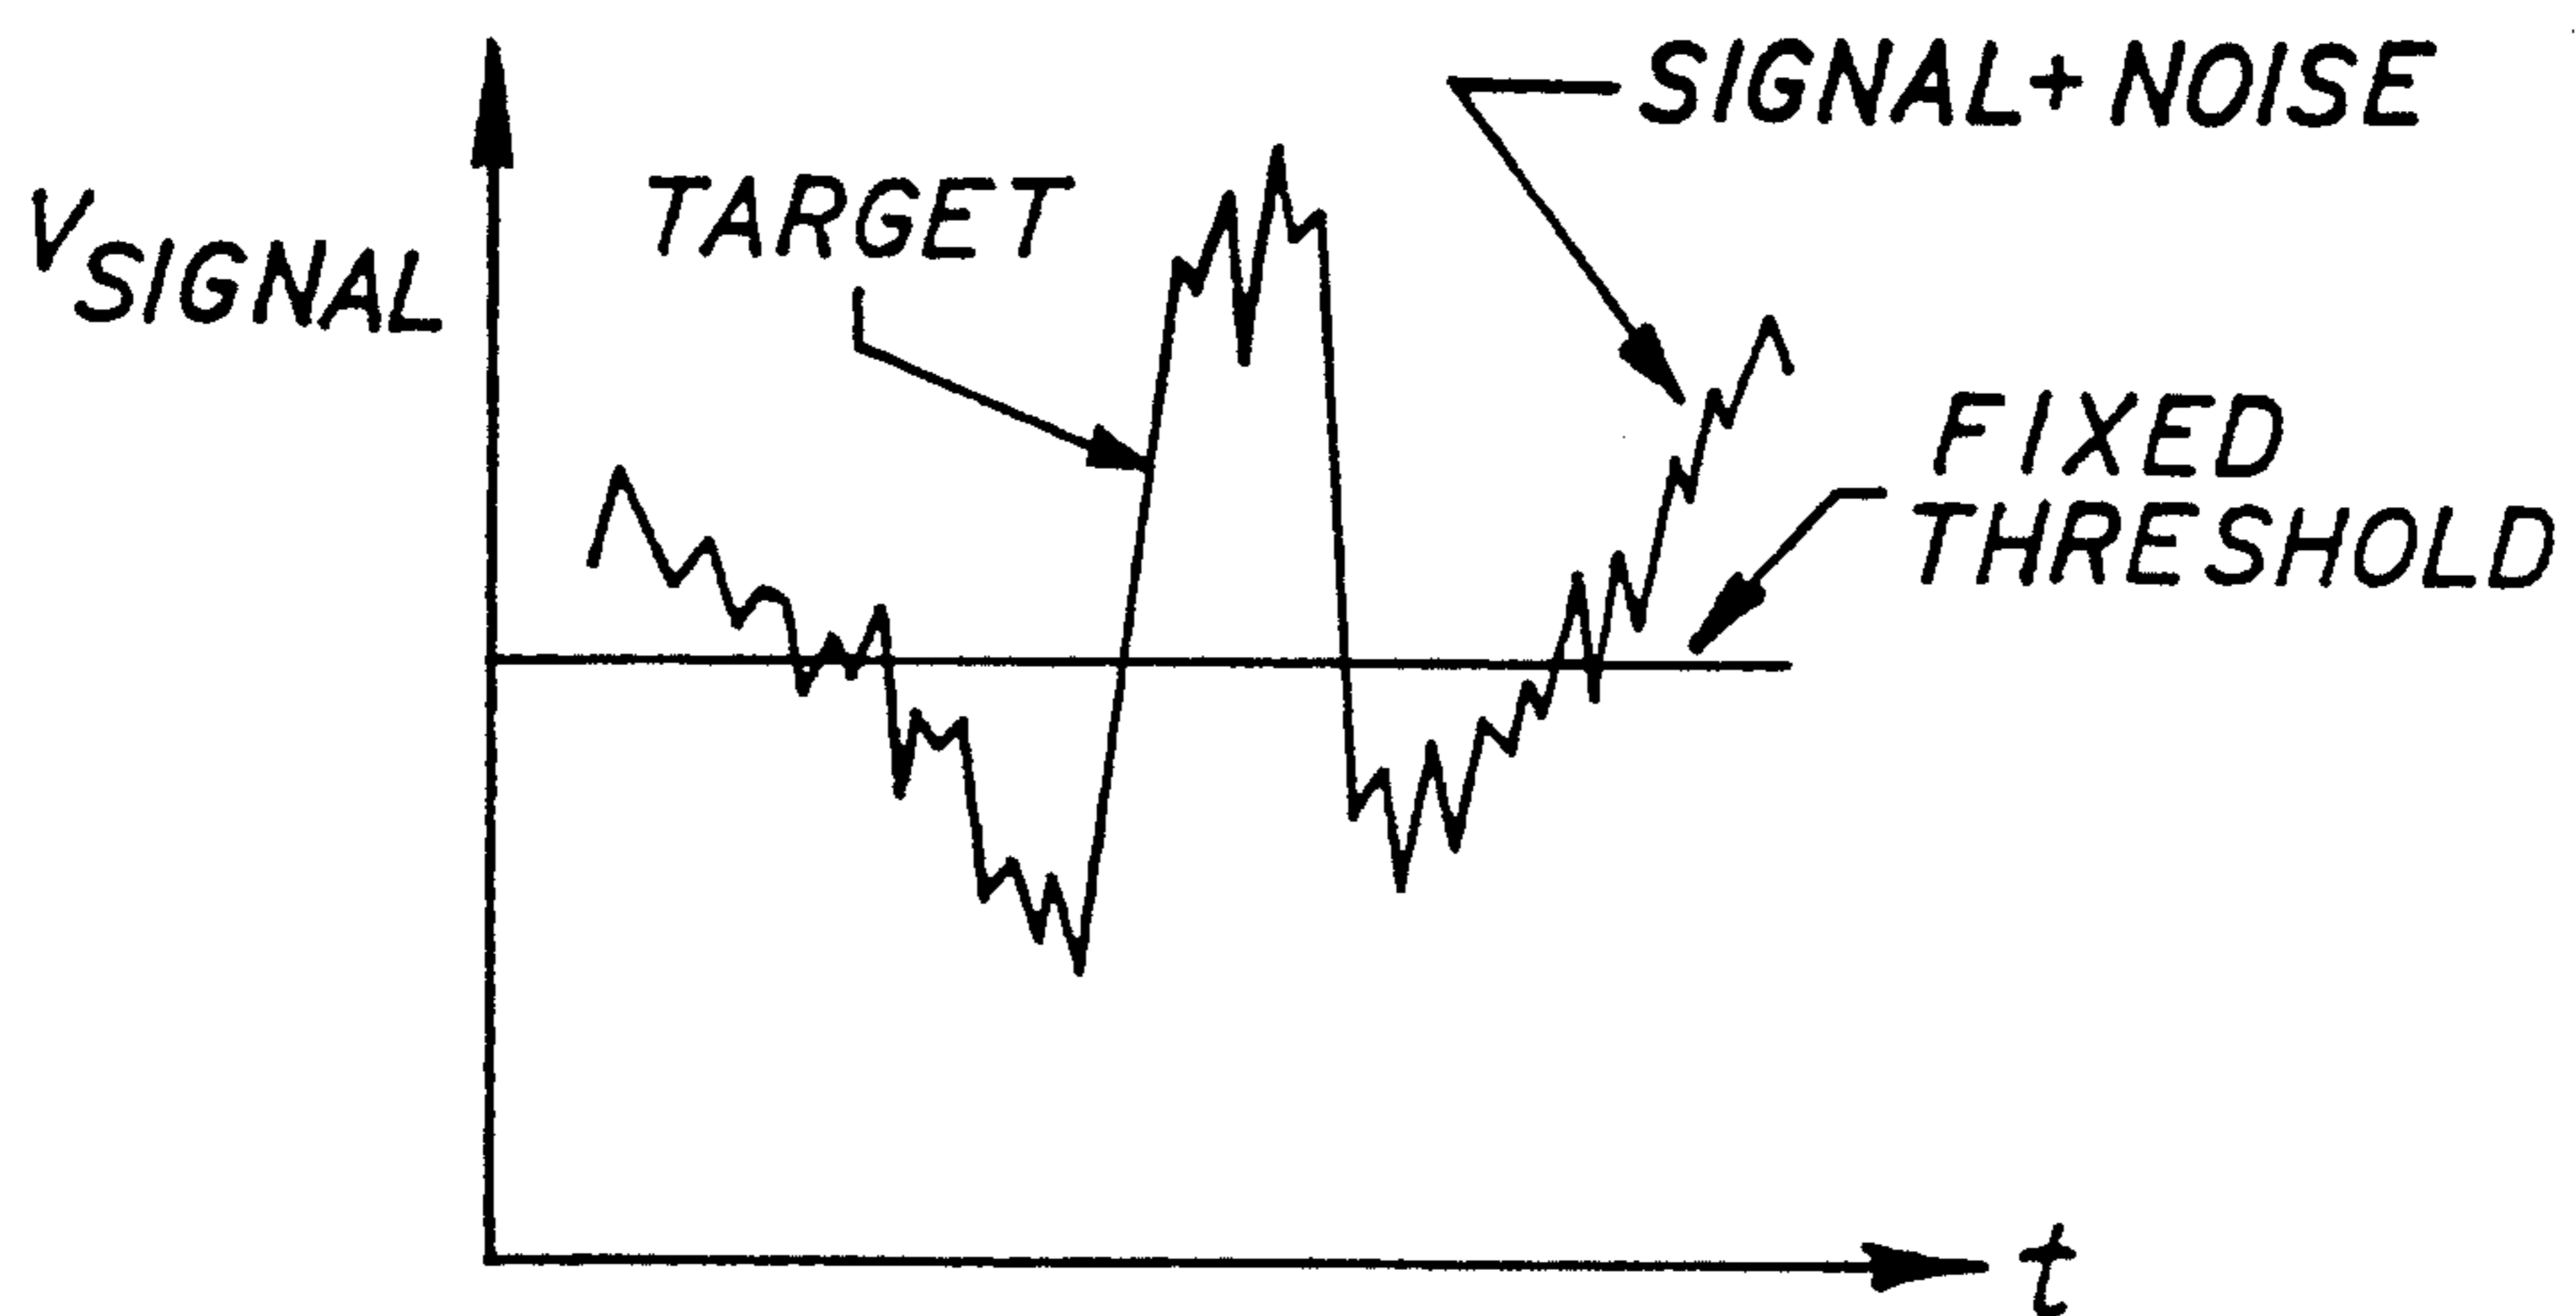 SIGNAL + NOISE
TARGET
VSIGNAL
FIXED
THRESHOLD
t